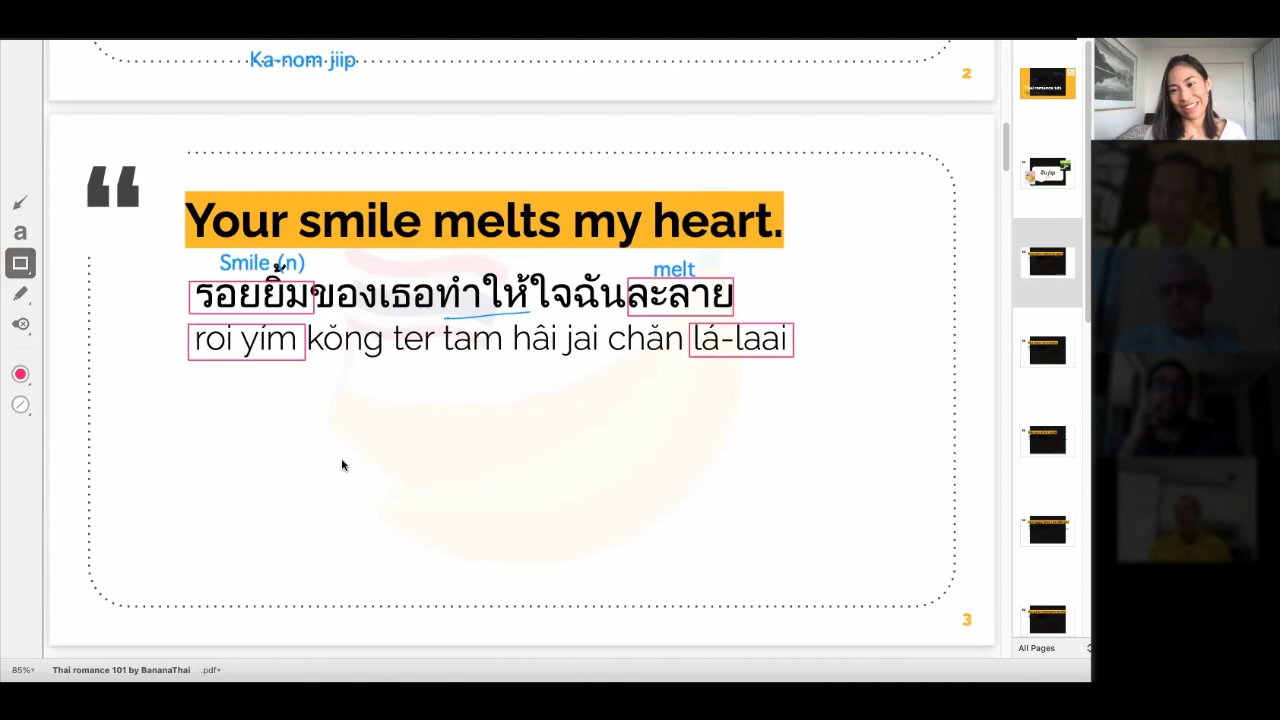 Ka-nom jiip
2
“
Your smile melts my heart.
Smile (n)
melt
รอยยิ้มของเธอทำให้ใจฉันละลาย
roi yím kŏng ter tam hâi jai chăn lá-laai
3
a
All Pages
85%
Thai romance 101 by BananaThai
.pdf